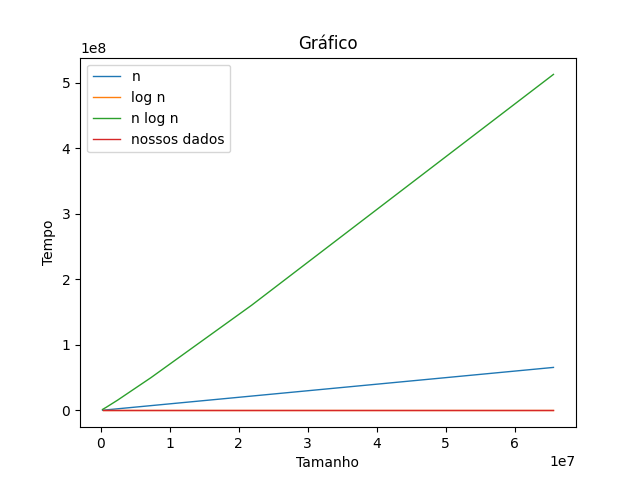 Gráfico
1e8
n
log n
n log n
nossos dados
5
4
3
2
1
0
Tempo
0 1 2 3 4 5 6
Tamanho
1e7